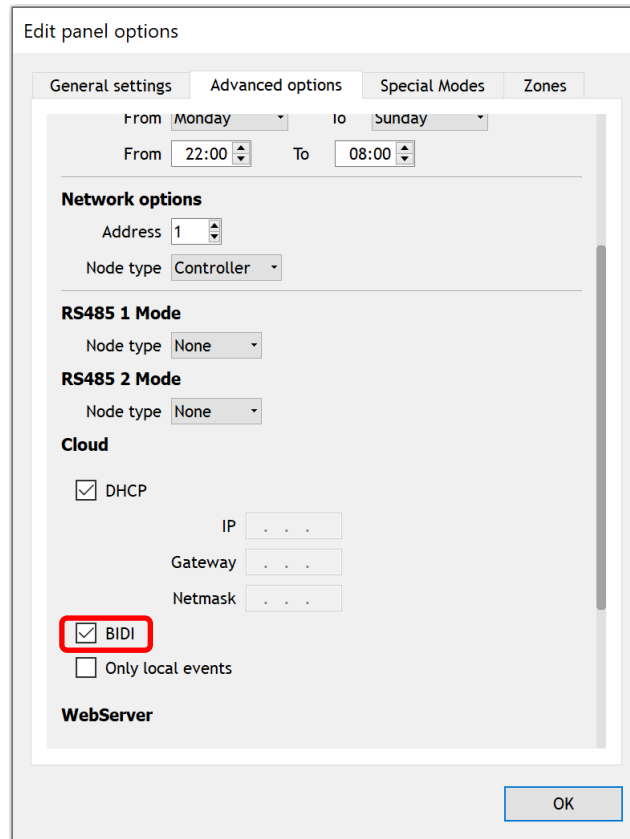 Edit panel options
General settings Advanced options Special Modes Zones
From Monday To Sunday
From 22:00 To 08:00
Network options
Address 1
Node type Controller
RS485 1 Mode
Node type None
RS485 2 Mode
Node type None
Cloud
DHCP
IP . . .
Gateway . . .
Netmask . . .
BIDI
Only local events
WebServer
OK